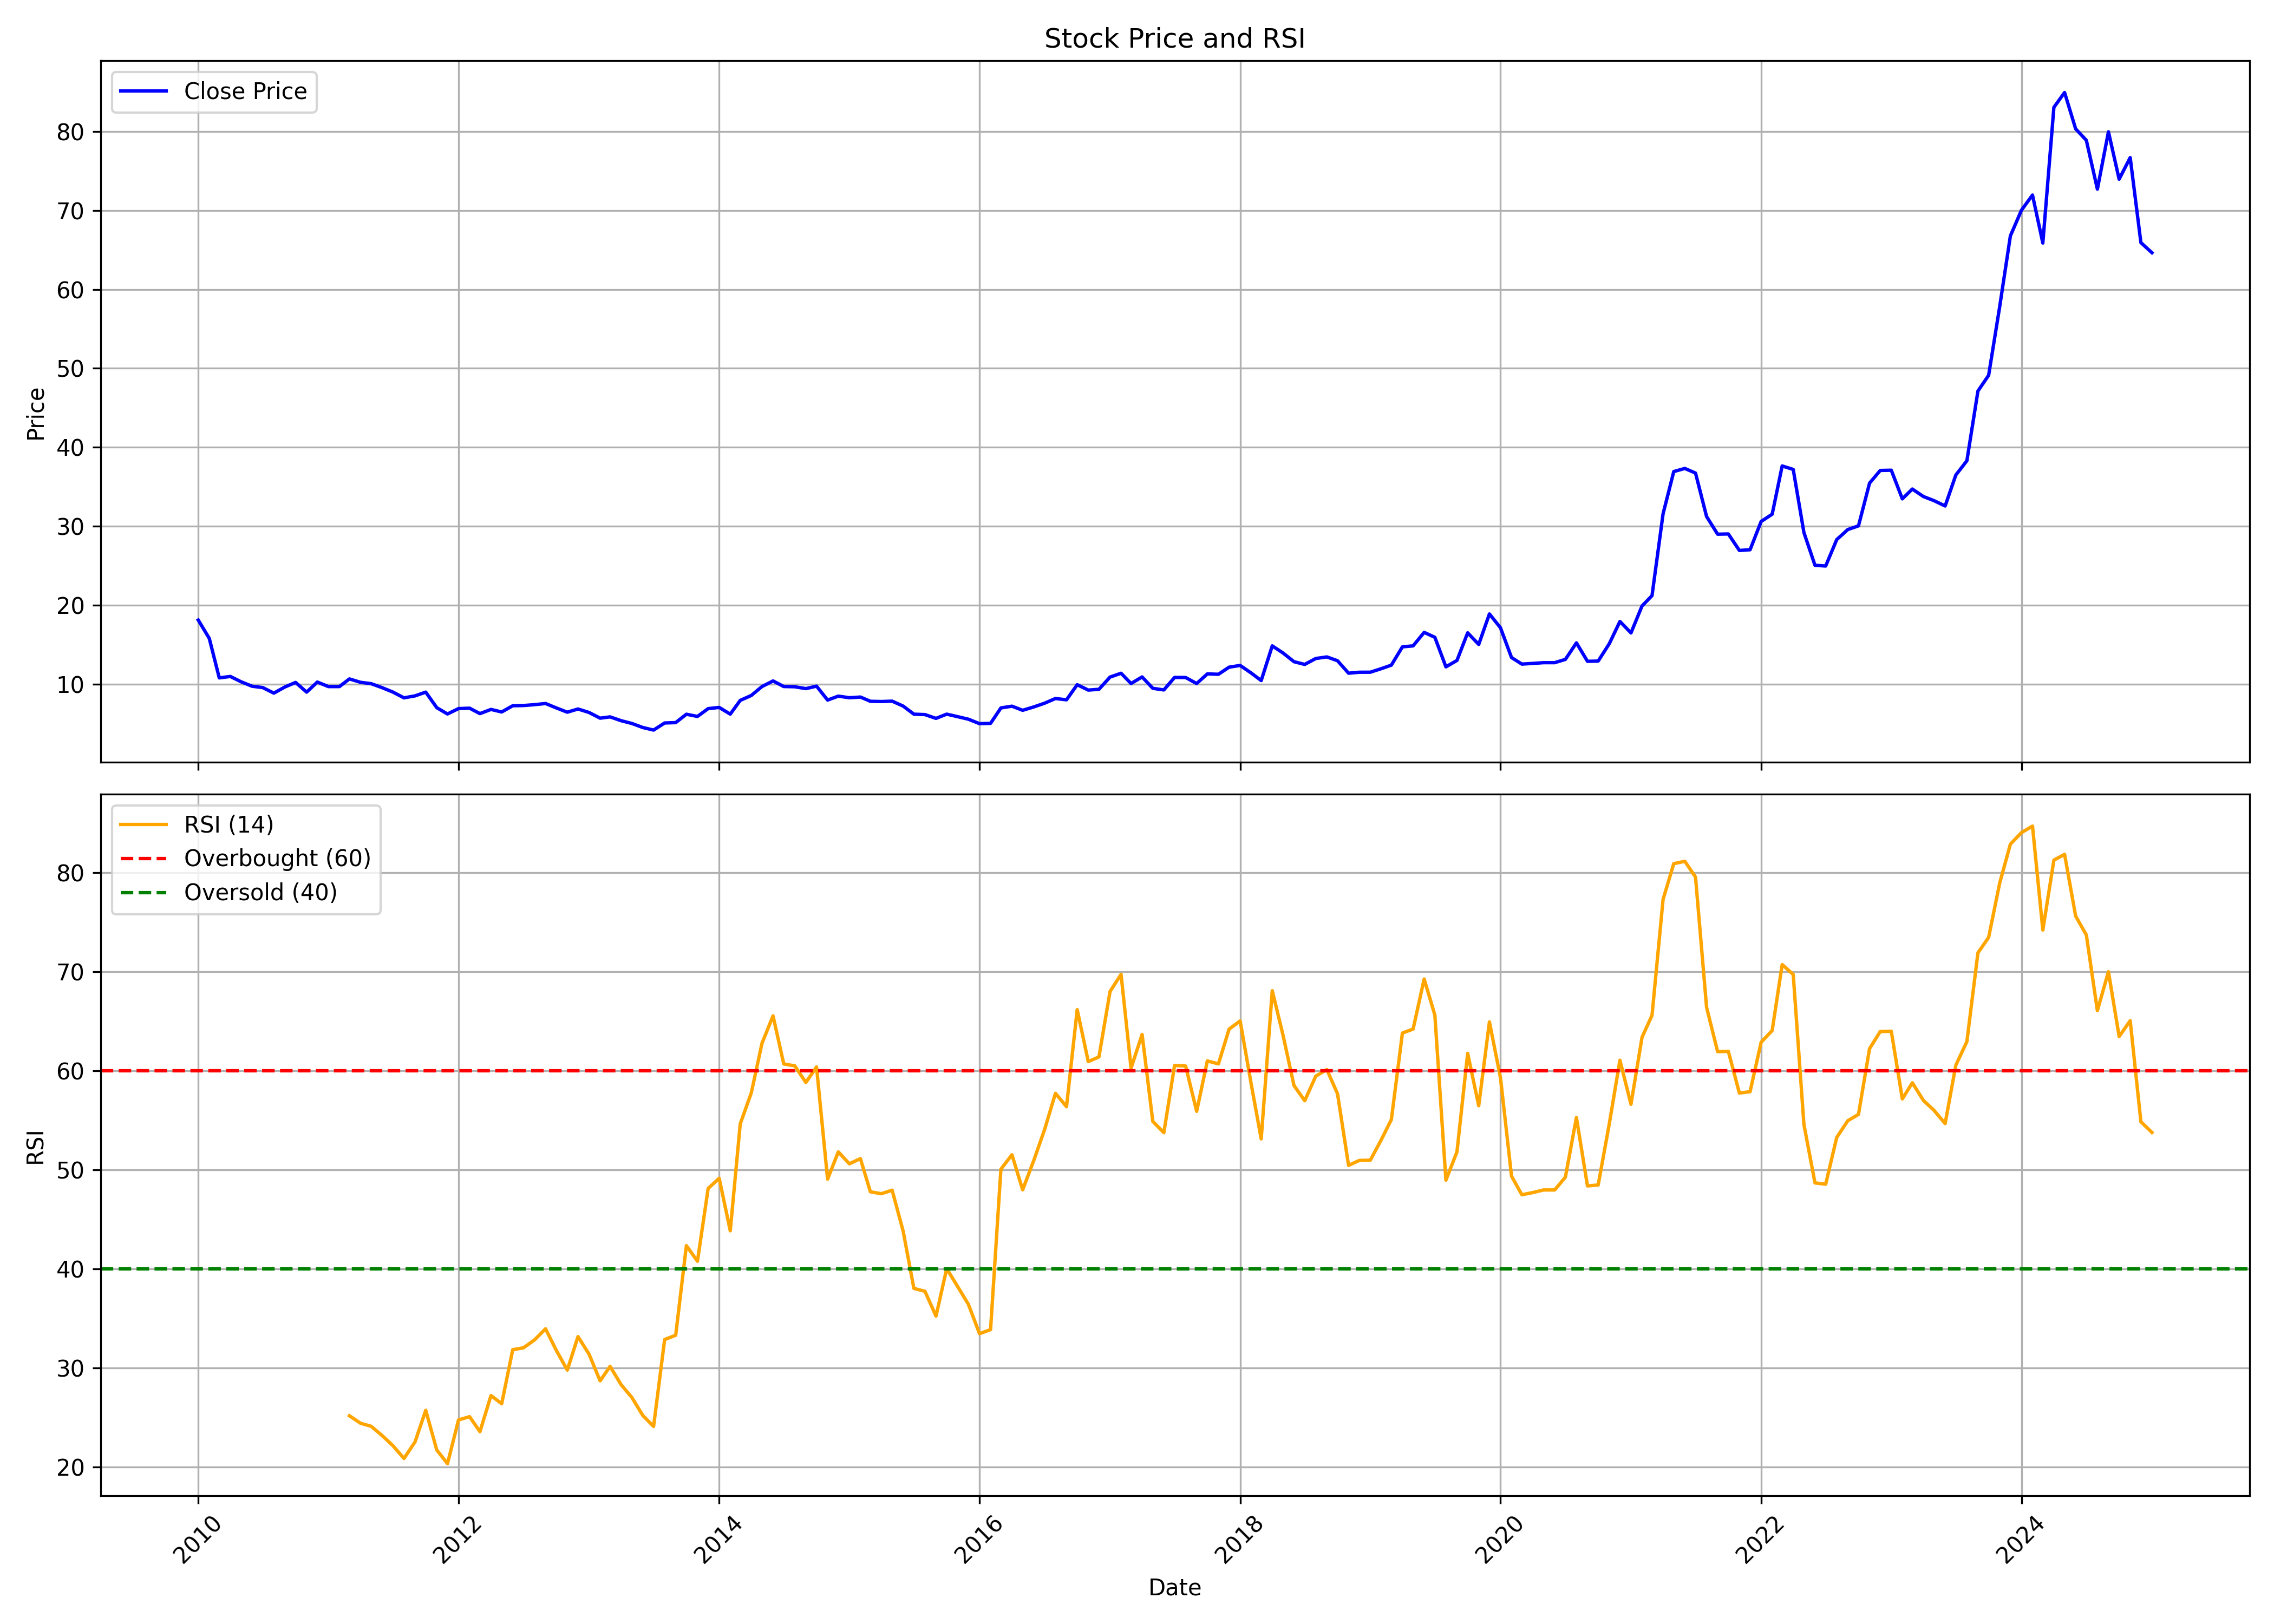 Stock Price and RSI
Close Price
Price
80
70
60
50
40
30
20
10
RSI (14)
Overbought (60)
Oversold (40)
RSI
80
70
60
50
40
30
20
2010
2012
2014
2016
2018
2020
2022
2024
Date